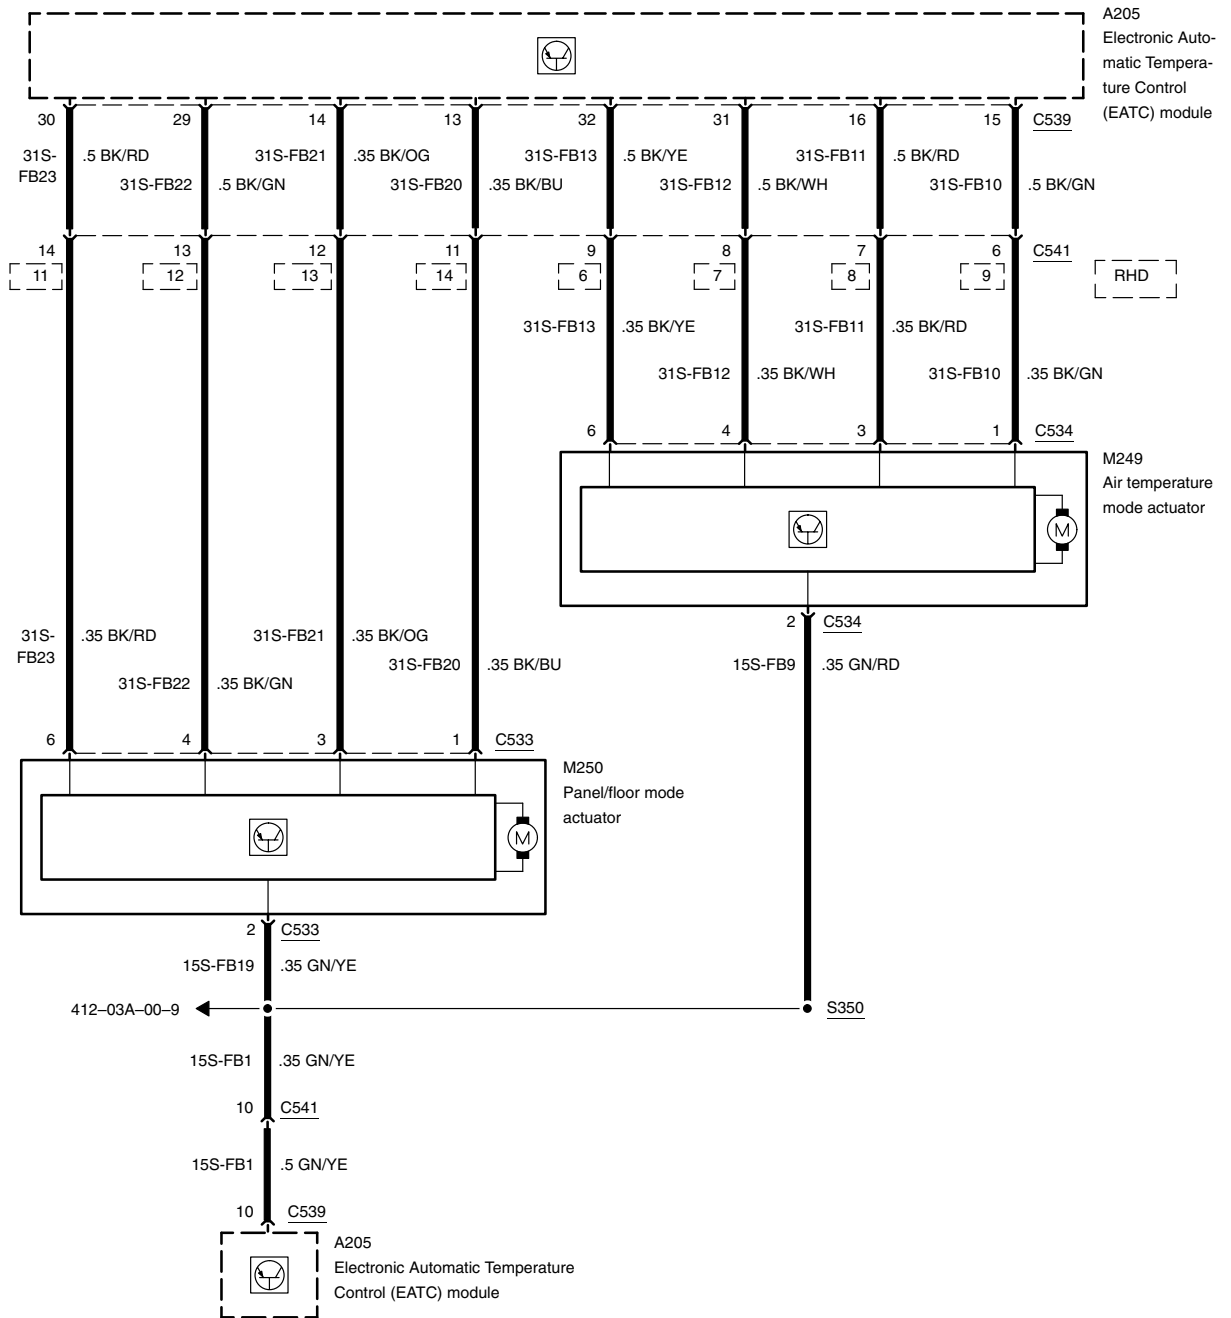 A205
Electronic Auto-
matic Tempera-
ture Control
(EATC) module
30 29 14 13 32 31 16 15 C539
31S-
FB23
.5 BK/RD 31S-FB21 .35 BK/OG 31S-FB13 .5 BK/YE 31S-FB11 .5 BK/RD
31S-FB22 .5 BK/GN 31S-FB20 .35 BK/BU 31S-FB12 .5 BK/WH 31S-FB10 .5 BK/GN
14 13 12 11 9 8 7 6 C541
11 12 13 14 6 7 8 9 RHD
31S-FB13 .35 BK/YE 31S-FB11 .35 BK/RD
31S-FB12 .35 BK/WH 31S-FB10 .35 BK/GN
6 4 3 1 C534
M249
Air temperature
mode actuator
M
2 C534
31S-
FB23
.35 BK/RD 31S-FB21 .35 BK/OG
31S-FB20 .35 BK/BU 15S-FB9 .35 GN/RD
31S-FB22 .35 BK/GN
6 4 3 1 C533
M250
Panel/floor mode
actuator
M
2 C533
15S-FB19 .35 GN/YE
412–03A–00–9 S350
15S-FB1 .35 GN/YE
10 C541
15S-FB1 .5 GN/YE
10 C539
A205
Electronic Automatic Temperature
Control (EATC) module